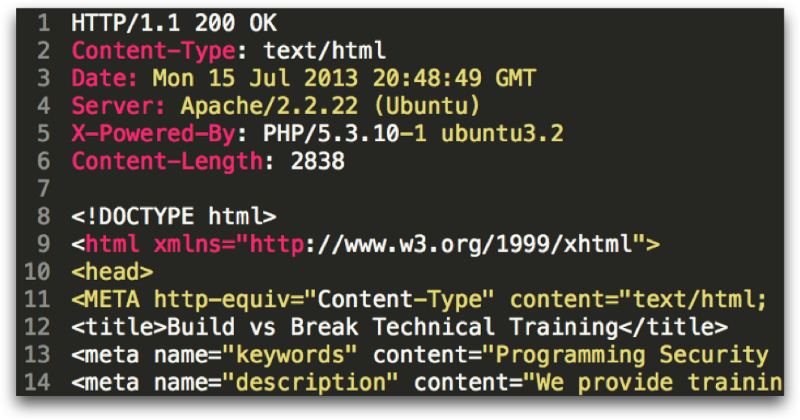 1 HTTP/1.1 200 OK
2 Content-Type: text/html
3 Date: Mon 15 Jul 2013 20:48:49 GMT
4 Server: Apache/2.2.22 (Ubuntu)
5 X-Powered-By: PHP/5.3.10-1 ubuntu3.2
6 Content-Length: 2838
7
8 <!DOCTYPE html>
9 <html xmlns="http://www.w3.org/1999/xhtml">
10 <head>
11 <META http-equiv="Content-Type" content="text/html;
12 <title>Build vs Break Technical Training</title>
13 <meta name="keywords" content="Programming Security
14 <meta name="description" content="We provide trainin